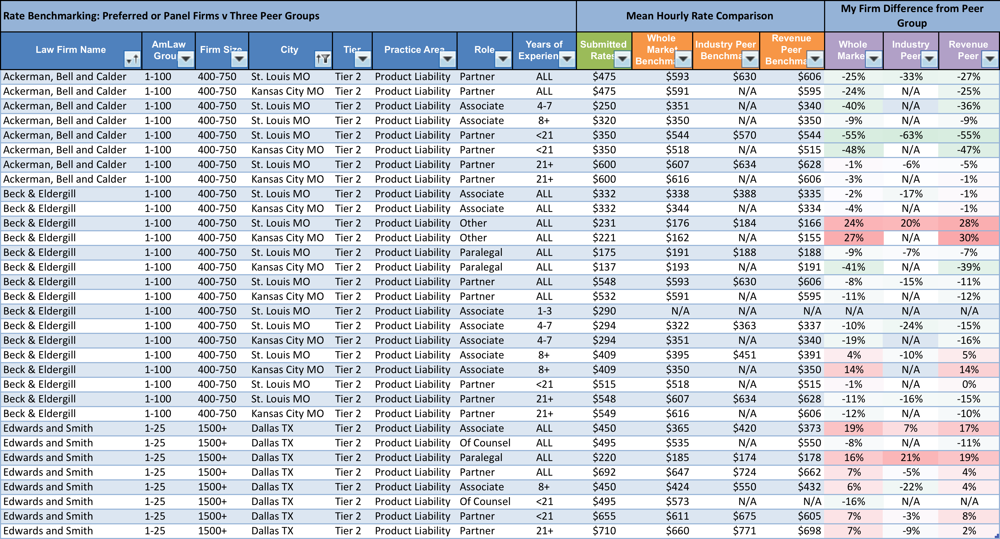 Rate Benchmarking: Preferred or Panel Firms v Three Peer Groups Mean Hourly Rate Comparison My Firm Difference from Peer Group
Law Firm Name AmLaw Grou Firm Size City Tier Practice Area Role Years of Experien Submitted Rates Whole Market Benchma Industry Peer Benchma Revenue Peer Benchma Whole Marke Industry Peer Revenue Peer
Ackerman, Bell and Calder 1-100 400-750 St. Louis MO Tier 2 Product Liability Partner ALL $475 $593 $630 $606 -25% -33% -27%
Ackerman, Bell and Calder 1-100 400-750 Kansas City MO Tier 2 Product Liability Partner ALL $475 $591 N/A $595 -24% N/A -25%
Ackerman, Bell and Calder 1-100 400-750 St. Louis MO Tier 2 Product Liability Associate 4-7 $250 $351 N/A $340 -40% N/A -36%
Ackerman, Bell and Calder 1-100 400-750 St. Louis MO Tier 2 Product Liability Associate 8+ $320 $350 N/A $350 -9% N/A -9%
Ackerman, Bell and Calder 1-100 400-750 St. Louis MO Tier 2 Product Liability Partner <21 $350 $544 $570 $544 -55% -63% -55%
Ackerman, Bell and Calder 1-100 400-750 Kansas City MO Tier 2 Product Liability Partner <21 $350 $518 N/A $515 -48% N/A -47%
Ackerman, Bell and Calder 1-100 400-750 St. Louis MO Tier 2 Product Liability Partner 21+ $600 $607 $634 $628 -1% -6% -5%
Ackerman, Bell and Calder 1-100 400-750 Kansas City MO Tier 2 Product Liability Partner 21+ $600 $616 N/A $606 -3% N/A -1%
Beck & Eldergill 1-100 400-750 St. Louis MO Tier 2 Product Liability Associate ALL $332 $338 $388 $335 -2% -17% -1%
Beck & Eldergill 1-100 400-750 Kansas City MO Tier 2 Product Liability Associate ALL $332 $344 N/A $334 -4% N/A -1%
Beck & Eldergill 1-100 400-750 St. Louis MO Tier 2 Product Liability Other ALL $231 $176 $184 $166 24% 20% 28%
Beck & Eldergill 1-100 400-750 Kansas City MO Tier 2 Product Liability Other ALL $221 $162 N/A $155 27% N/A 30%
Beck & Eldergill 1-100 400-750 St. Louis MO Tier 2 Product Liability Paralegal ALL $175 $191 $188 $188 -9% -7% -7%
Beck & Eldergill 1-100 400-750 Kansas City MO Tier 2 Product Liability Paralegal ALL $137 $193 N/A $191 -41% N/A -39%
Beck & Eldergill 1-100 400-750 St. Louis MO Tier 2 Product Liability Partner ALL $548 $593 $630 $606 -8% -15% -11%
Beck & Eldergill 1-100 400-750 Kansas City MO Tier 2 Product Liability Partner ALL $532 $591 N/A $595 -11% N/A -12%
Beck & Eldergill 1-100 400-750 St. Louis MO Tier 2 Product Liability Associate 1-3 $290 N/A N/A N/A N/A N/A N/A
Beck & Eldergill 1-100 400-750 St. Louis MO Tier 2 Product Liability Associate 4-7 $294 $322 $363 $337 -10% -24% -15%
Beck & Eldergill 1-100 400-750 Kansas City MO Tier 2 Product Liability Associate 4-7 $294 $351 N/A $340 -19% N/A -16%
Beck & Eldergill 1-100 400-750 St. Louis MO Tier 2 Product Liability Associate 8+ $409 $395 $451 $391 4% -10% 5%
Beck & Eldergill 1-100 400-750 Kansas City MO Tier 2 Product Liability Associate 8+ $409 $350 N/A $350 14% N/A 14%
Beck & Eldergill 1-100 400-750 St. Louis MO Tier 2 Product Liability Partner <21 $515 $518 N/A $515 -1% N/A 0%
Beck & Eldergill 1-100 400-750 St. Louis MO Tier 2 Product Liability Partner 21+ $548 $607 $634 $628 -11% -16% -15%
Beck & Eldergill 1-100 400-750 Kansas City MO Tier 2 Product Liability Partner 21+ $549 $616 N/A $606 -12% N/A -10%
Edwards and Smith 1-25 1500+ Dallas TX Tier 2 Product Liability Associate ALL $450 $365 $420 $373 19% 7% 17%
Edwards and Smith 1-25 1500+ Dallas TX Tier 2 Product Liability Of Counsel ALL $495 $535 N/A $550 -8% N/A -11%
Edwards and Smith 1-25 1500+ Dallas TX Tier 2 Product Liability Paralegal ALL $220 $185 $174 $178 16% 21% 19%
Edwards and Smith 1-25 1500+ Dallas TX Tier 2 Product Liability Partner ALL $692 $647 $724 $662 7% -5% 4%
Edwards and Smith 1-25 1500+ Dallas TX Tier 2 Product Liability Associate 8+ $450 $424 $550 $432 6% -22% 4%
Edwards and Smith 1-25 1500+ Dallas TX Tier 2 Product Liability Of Counsel <21 $495 $573 N/A N/A -16% N/A N/A
Edwards and Smith 1-25 1500+ Dallas TX Tier 2 Product Liability Partner <21 $655 $611 $675 $605 7% -3% 8%
Edwards and Smith 1-25 1500+ Dallas TX Tier 2 Product Liability Partner 21+ $710 $660 $771 $698 7% -9% 2%